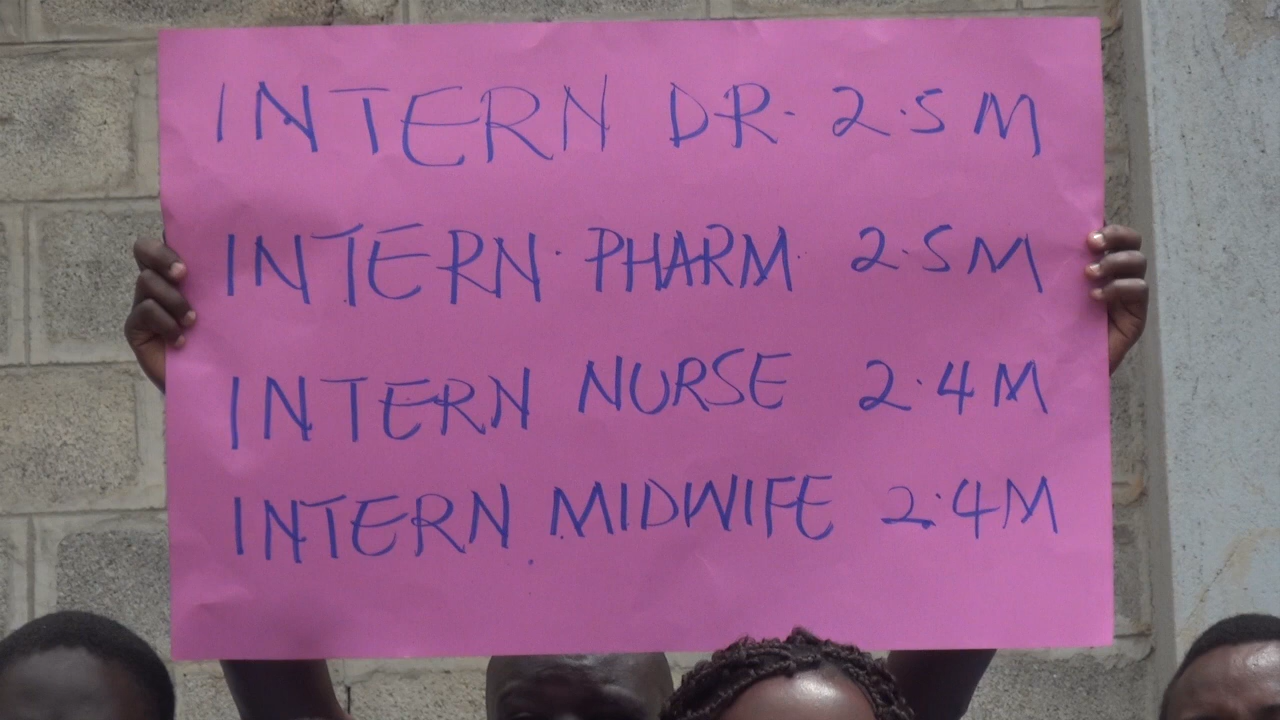 INTERN DR. 2.5M
INTERN. PHARM 2.5M
INTERN NURSE 2.4M
INTERN MIDWIFE 2.4M